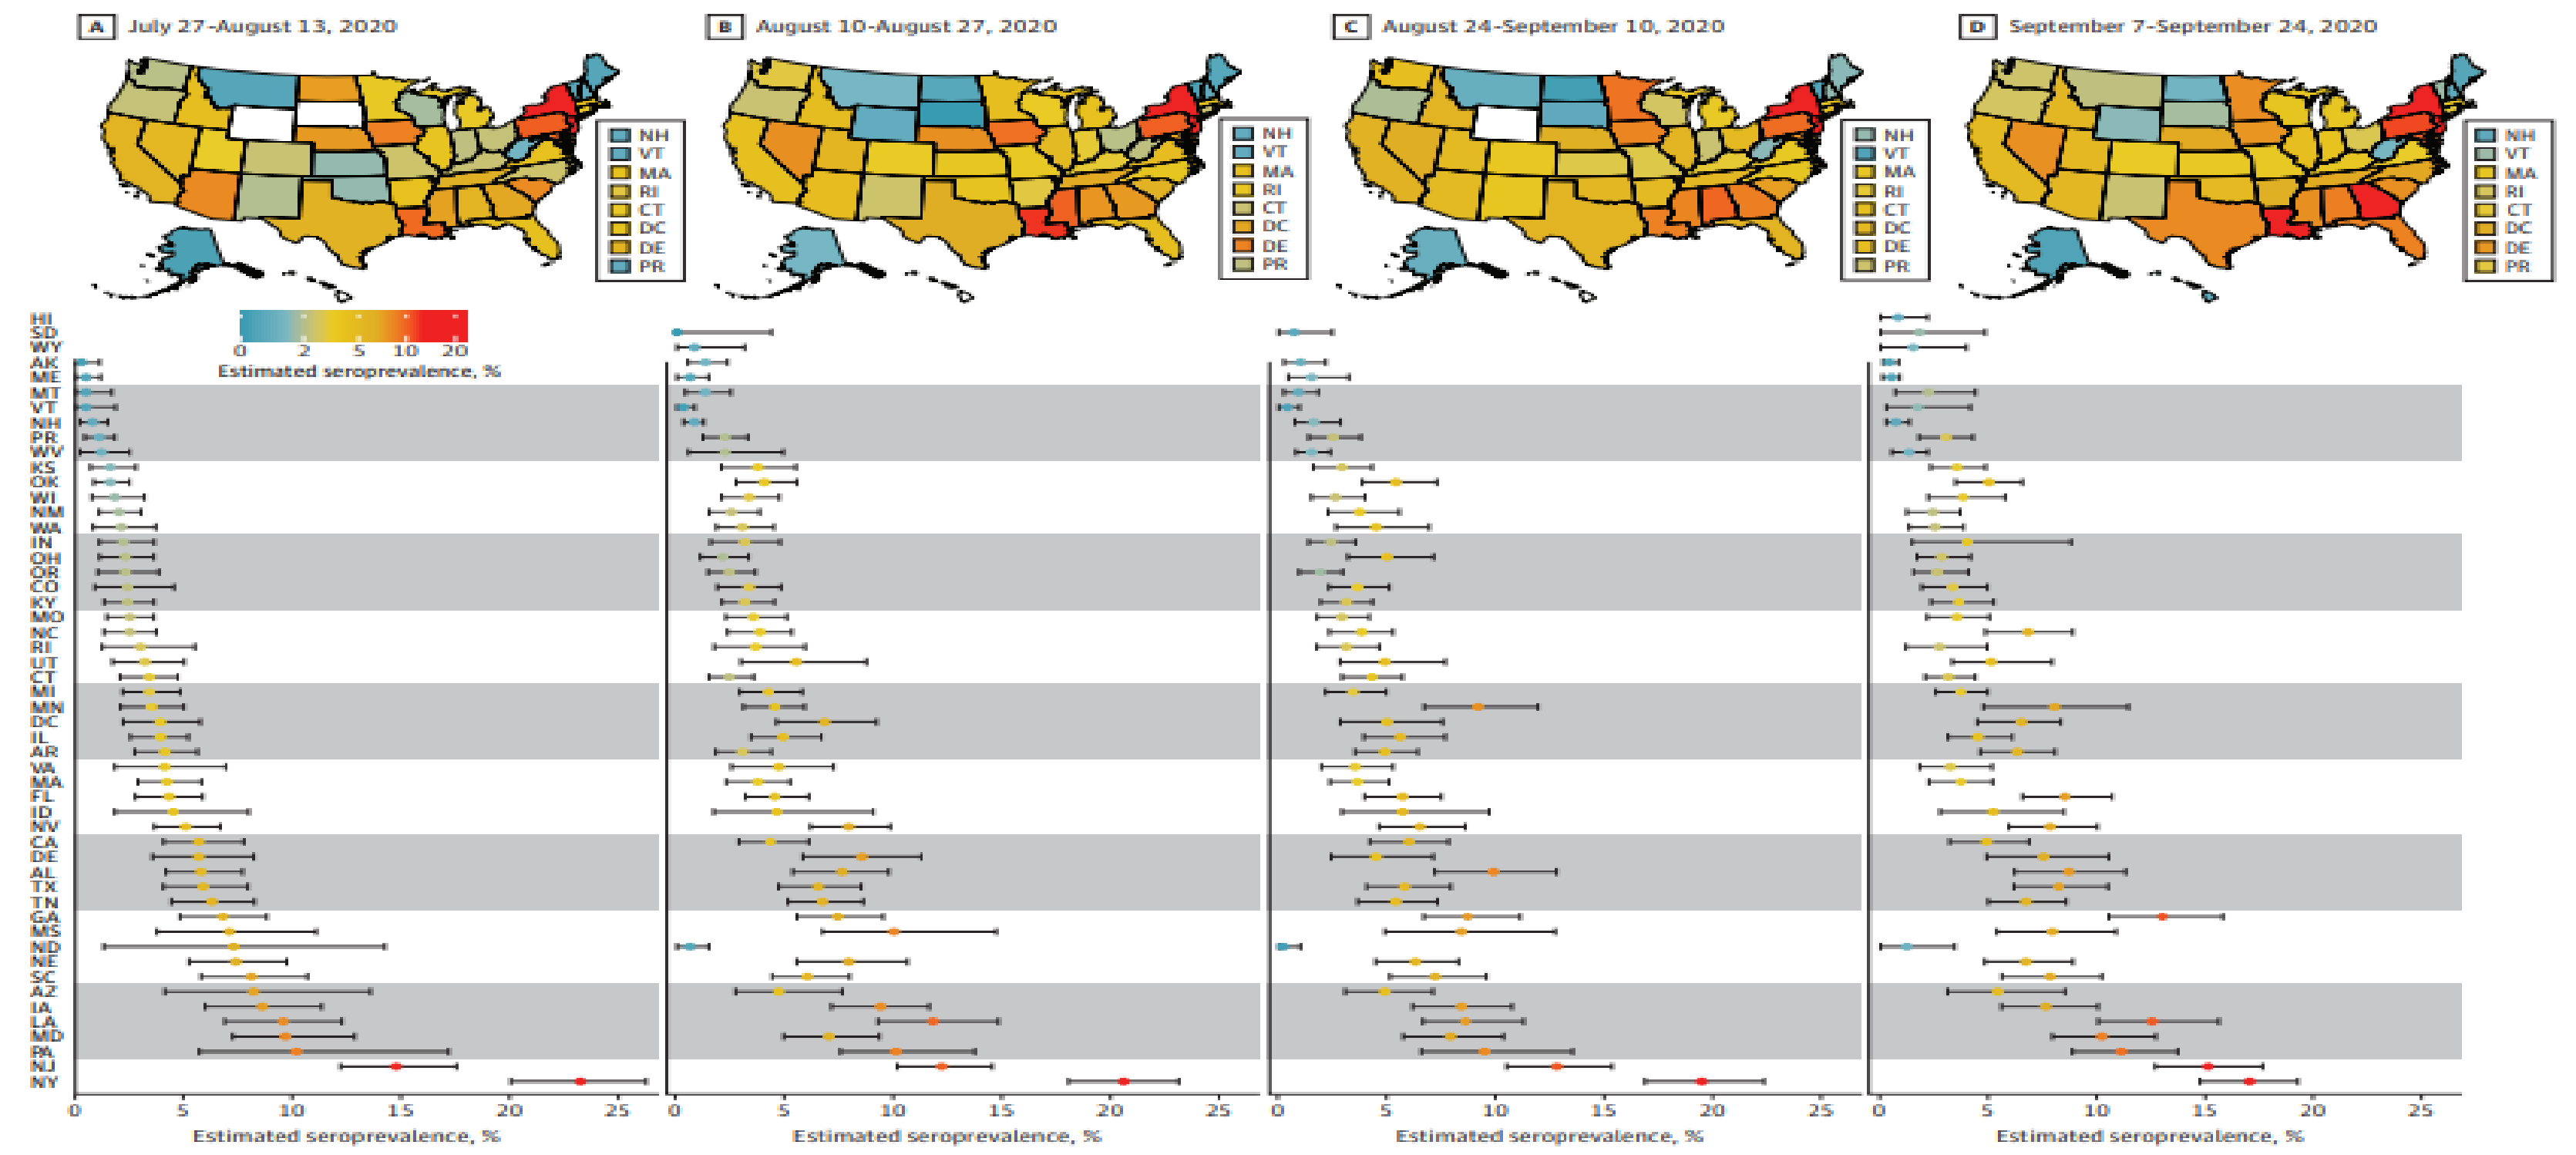 A July 27–August 13, 2020
B August 10–August 27, 2020
C August 24–September 10, 2020
D September 7–September 24, 2020
NH
VT
MA
RI
CT
DC
DE
PR
NH
VT
MA
RI
CT
DC
DE
PR
NH
VT
MA
RI
CT
DC
DE
PR
NH
VT
MA
RI
CT
DC
DE
PR
0 2 5 10 20
Estimated seroprevalence, %
HI
SD
WY
AK
ME
MT
VT
NH
PR
WV
KS
OK
WI
NM
WA
IN
OH
OR
CO
KY
MO
NC
RI
UT
CT
MI
MN
DC
IL
AR
VA
MA
FL
ID
NV
CA
DE
AL
TX
TN
GA
MS
ND
NE
SC
AZ
IA
LA
MD
PA
NJ
NY
0 5 10 15 20 25
Estimated seroprevalence, %
0 5 10 15 20 25
Estimated seroprevalence, %
0 5 10 15 20 25
Estimated seroprevalence, %
0 5 10 15 20 25
Estimated seroprevalence, %